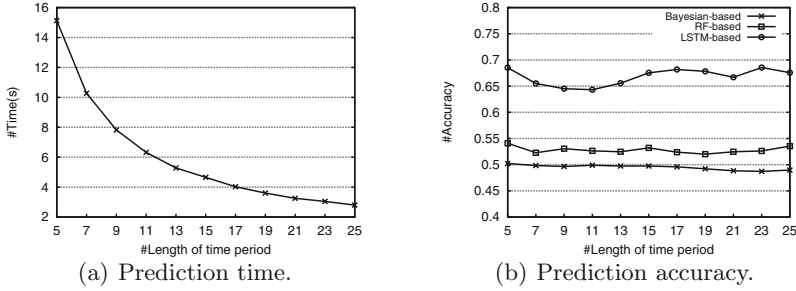 16
14
12
10
8
6
4
2
#Time(s)
5 7 9 11 13 15 17 19 21 23 25
#Length of time period
(a) Prediction time.
0.8
0.75
0.7
0.65
0.6
0.55
0.5
0.45
0.4
#Accuracy
Bayesian-based
RF-based
LSTM-based
5 7 9 11 13 15 17 19 21 23 25
#Length of time period
(b) Prediction accuracy.